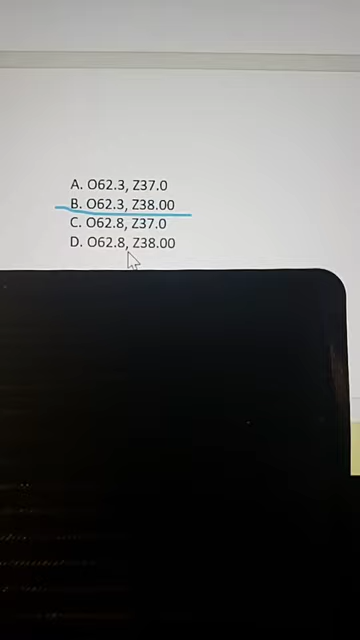 A. O62.3, Z37.0
B. O62.3, Z38.00
C. O62.8, Z37.0
D. O62.8, Z38.00